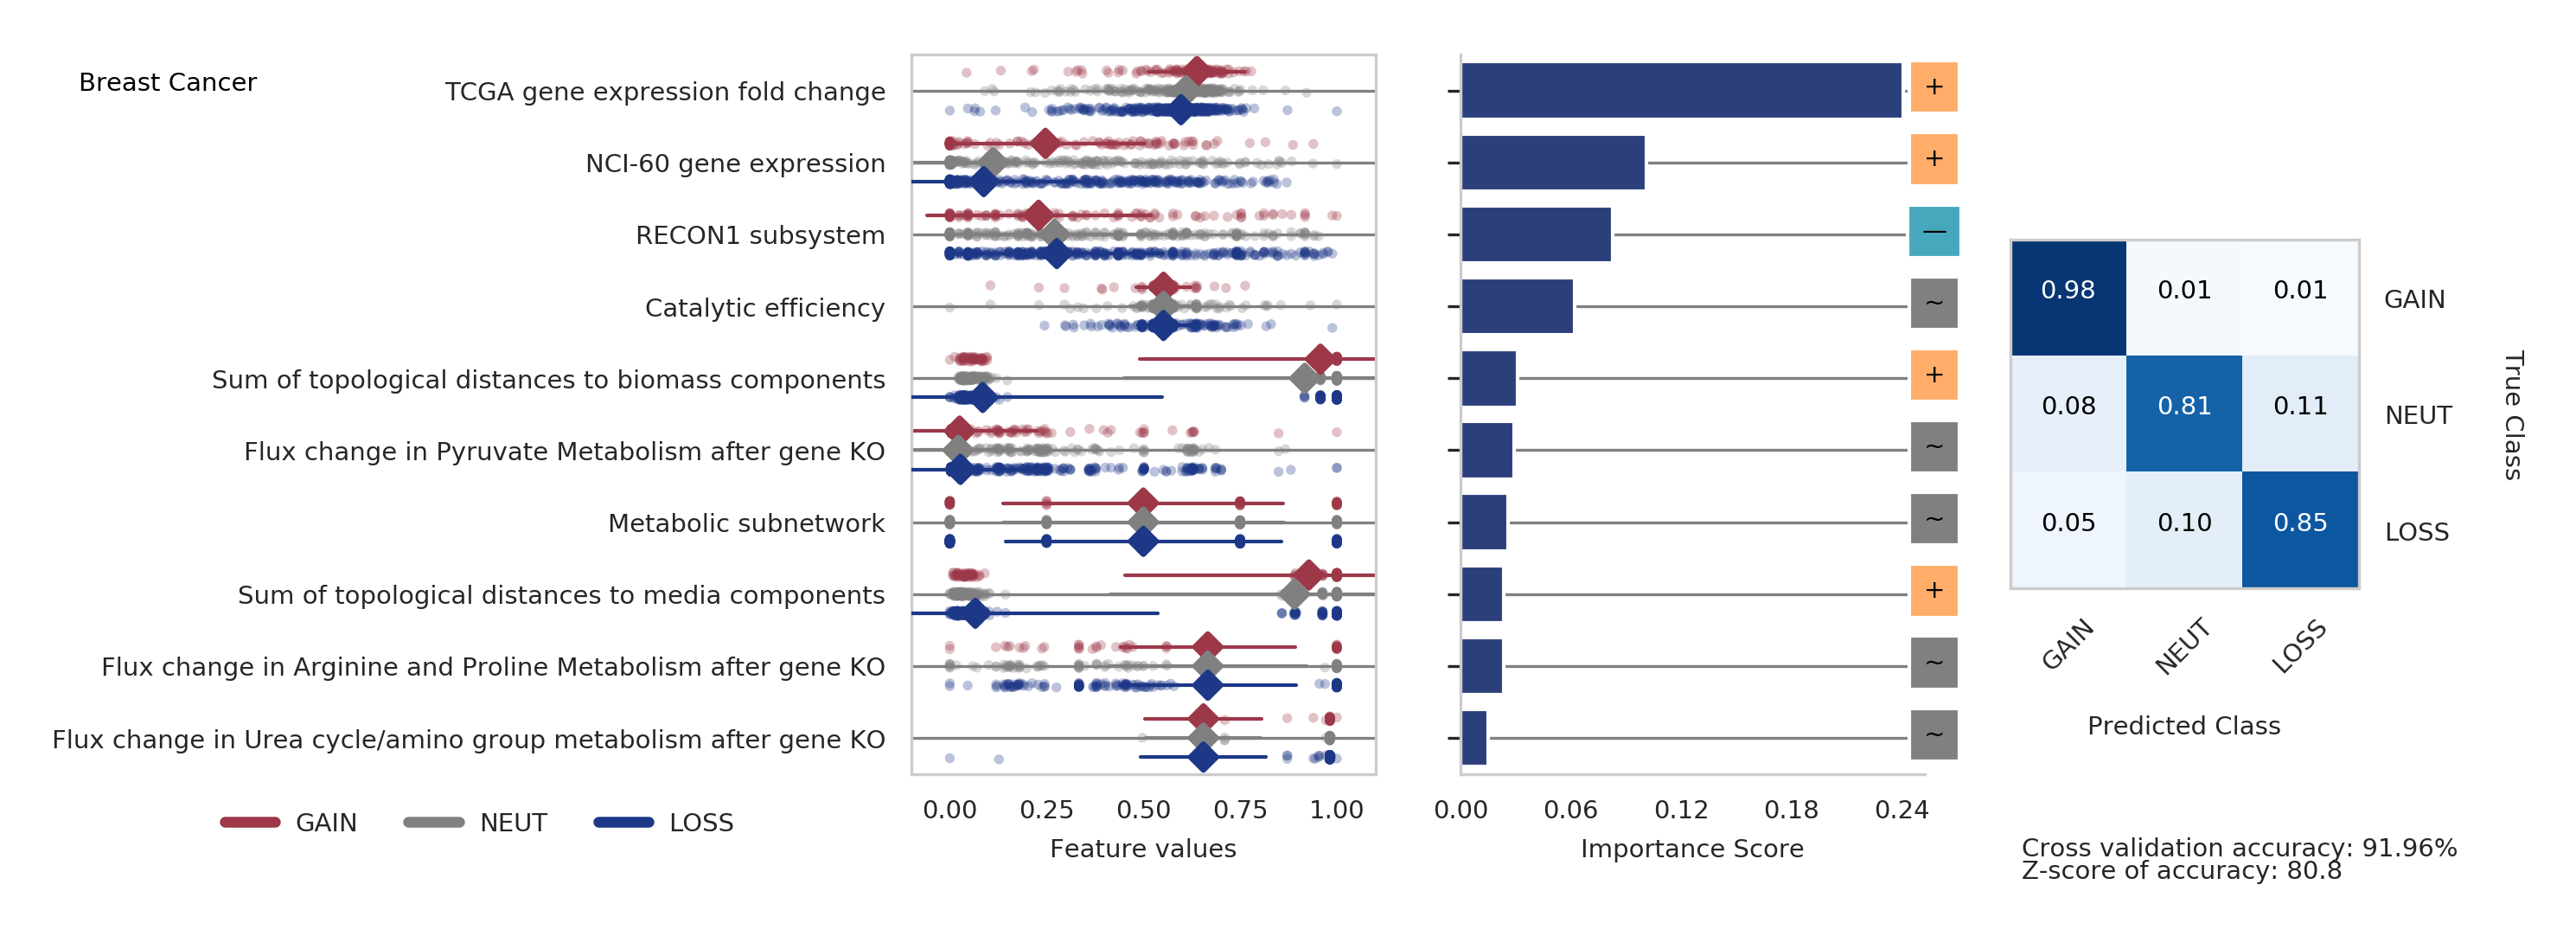 Breast Cancer
TCGA gene expression fold change
NCI-60 gene expression
RECON1 subsystem
Catalytic efficiency
Sum of topological distances to biomass components
Flux change in Pyruvate Metabolism after gene KO
Metabolic subnetwork
Sum of topological distances to media components
Flux change in Arginine and Proline Metabolism after gene KO
Flux change in Urea cycle/amino group metabolism after gene KO
GAIN NEUT LOSS
0.00 0.25 0.50 0.75 1.00
Feature values
+
+
—
~
+
~
~
+
~
~
0.00 0.06 0.12 0.18 0.24
Importance Score
0.98 0.01 0.01 GAIN
0.08 0.81 0.11 NEUT
0.05 0.10 0.85 LOSS
True Class
GAIN NEUT LOSS
Predicted Class
Cross validation accuracy: 91.96%
Z-score of accuracy: 80.8